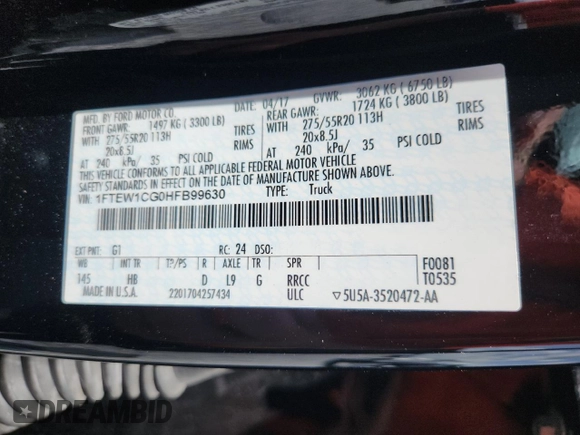 MFD. BY FORD MOTOR CO.
DATE: 04/17 GVWR: 3062 KG ( 6750 LB)
FRONT GAWR: 1497 KG ( 3300 LB) REAR GAWR: 1724 KG ( 3800 LB)
WITH 275/55R20 113H TIRES WITH 275/55R20 113H TIRES
20x8.5J RIMS 20x8.5J RIMS
AT 240 kPa/ 35 PSI COLD AT 240 kPa/ 35 PSI COLD
THIS VEHICLE CONFORMS TO ALL APPLICABLE FEDERAL MOTOR VEHICLE
SAFETY STANDARDS IN EFFECT ON THE DATE OF MANUFACTURE SHOWN ABOVE.
VIN: 1FTEW1CG0HFB99630 TYPE: Truck
EXT PNT: G1 RC: 24 DSO:
WB INT TR TP/PS R AXLE TR SPR F0081
145 HB D L9 G RRCC T0535
MADE IN U.S.A. 2201704257434 ULC 5U5A-3520472-AA
DREAMBID